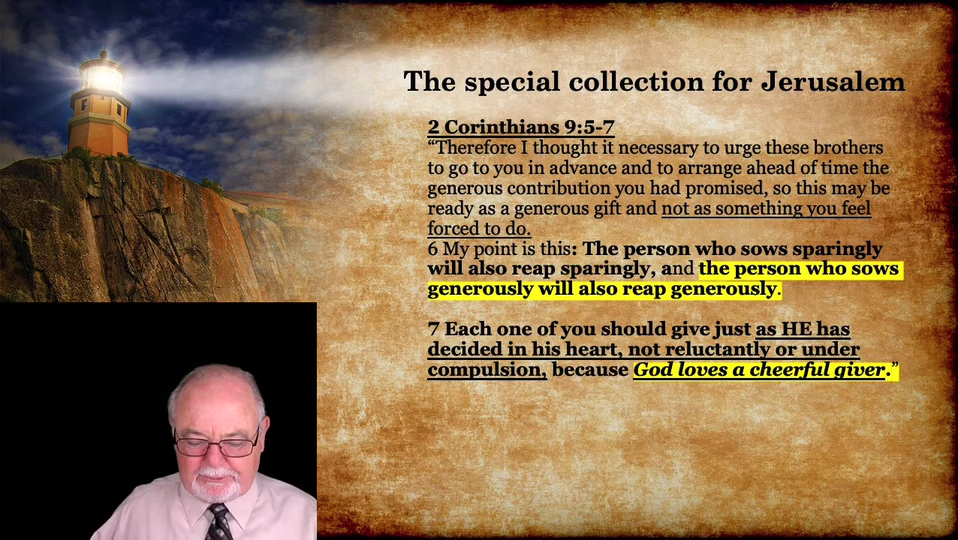 The special collection for Jerusalem
2 Corinthians 9:5-7
“Therefore I thought it necessary to urge these brothers
to go to you in advance and to arrange ahead of time the
generous contribution you had promised, so this may be
ready as a generous gift and not as something you feel
forced to do.
6 My point is this: The person who sows sparingly
will also reap sparingly, and the person who sows
generously will also reap generously.
7 Each one of you should give just as HE has
decided in his heart, not reluctantly or under
compulsion, because God loves a cheerful giver.”